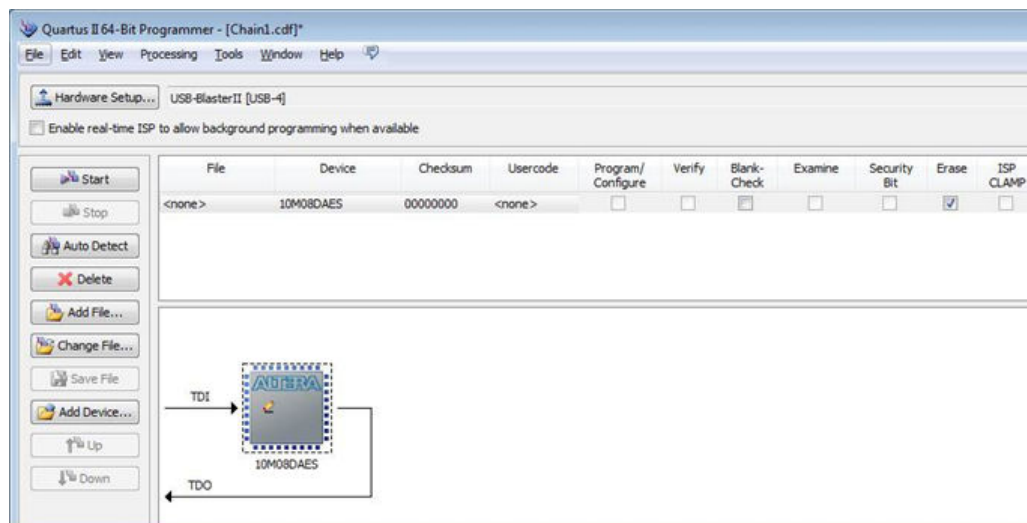 Quartus II 64-Bit Programmer - [Chain1.cdf]*
File Edit View Processing Tools Window Help
Hardware Setup... USB-BlasterII [USB-4]
Enable real-time ISP to allow background programming when available
File Device Checksum Usercode Program/ Configure Verify Blank- Check Examine Security Bit Erase ISP CLAMP
<none> 10M08DAES 00000000 <none>
Start
Stop
Auto Detect
Delete
Add File...
Change File...
Save File
Add Device...
Up
Down
ALTERA
TDI
10M08DAES
TDO